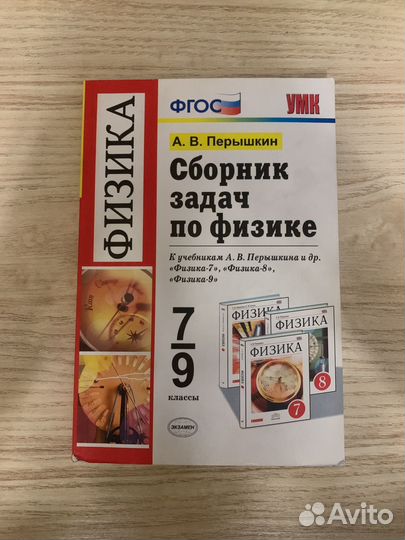 ФИЗИКА
ФГОС
УМК
А. В. Перышкин
Сборник
задач
по физике
К учебникам А. В. Перышкина и др.
«Физика-7», «Физика-8»,
«Физика-9»
7
9
классы
ФИЗИКА
ФИЗИКА
8
ФИЗИКА
7
ЭКЗАМЕН
Avito